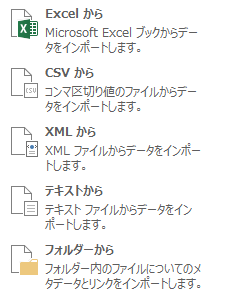 Excel から
Microsoft Excel ブックからデー
タをインポートします。
CSV から
コンマ区切り値のファイルからデー
タをインポートします。
XML から
XML ファイルからデータをインポー
トします。
テキストから
テキスト ファイルからデータをイン
ポートします。
フォルダーから
フォルダー内のファイルについてのメ
タデータとリンクをインポートします。